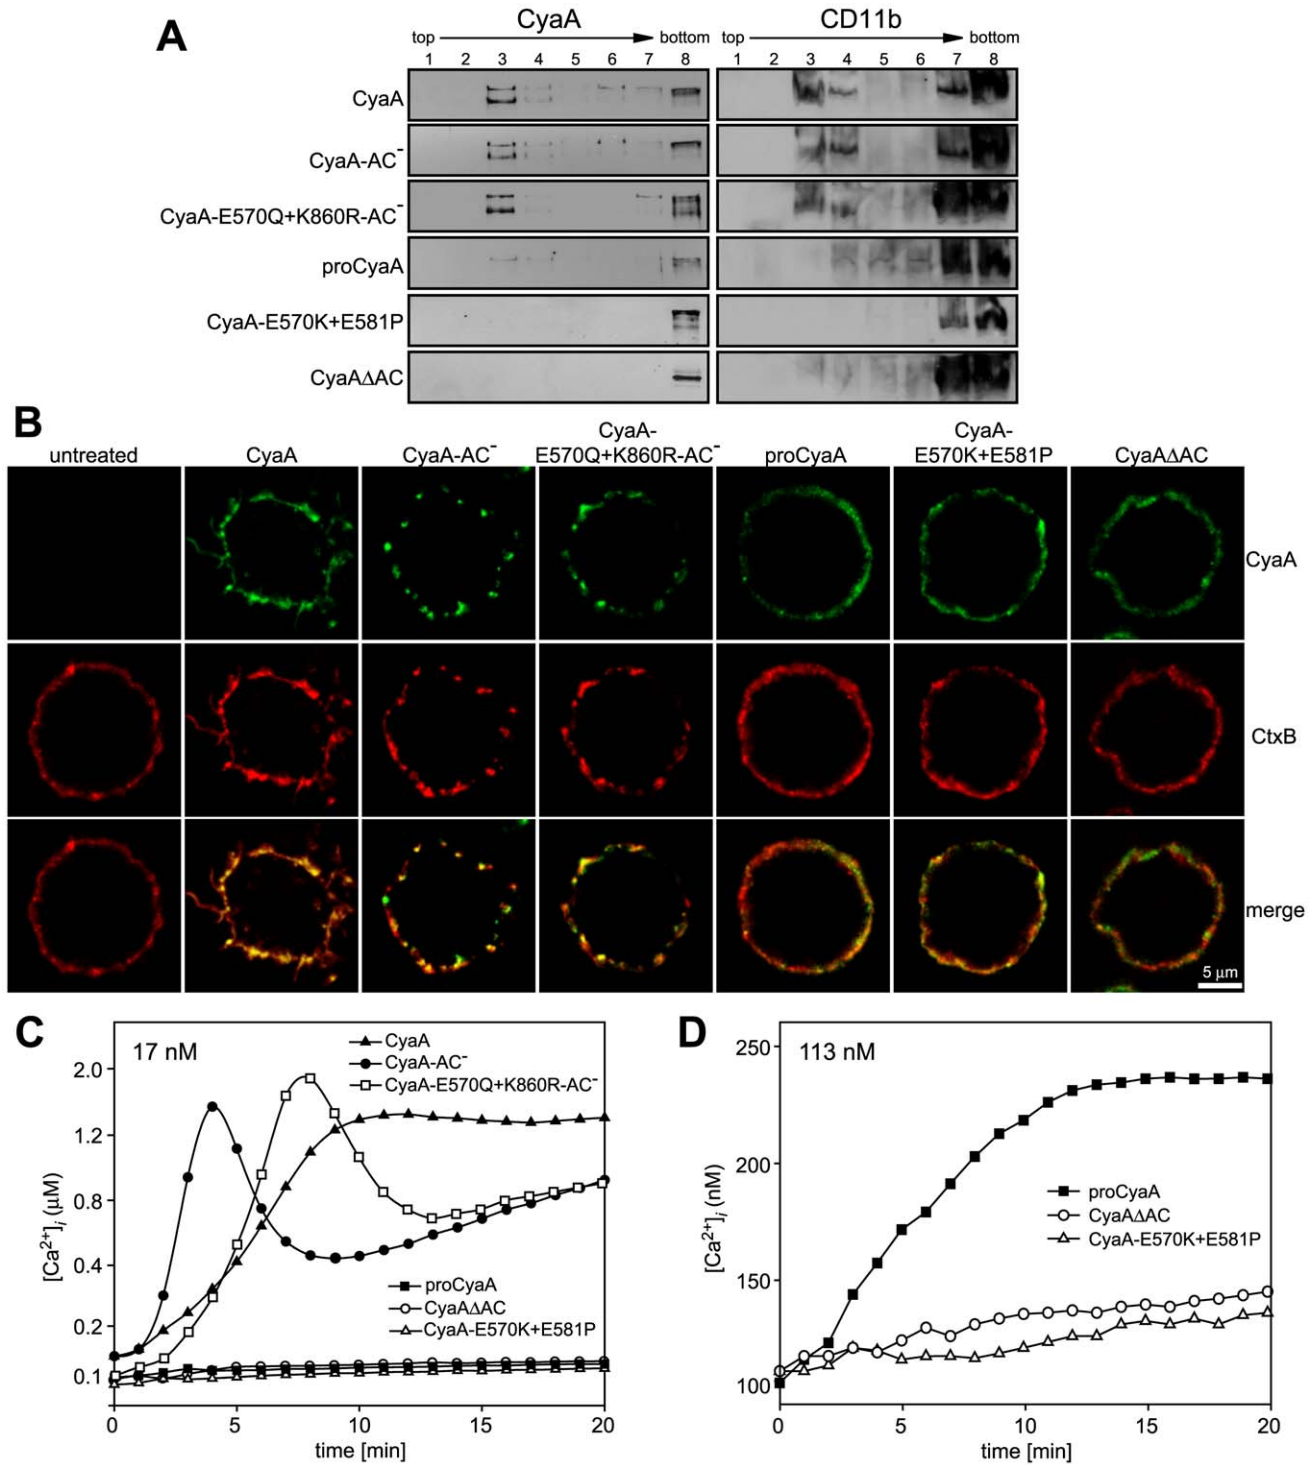 A
CyaA CD11b
top bottom top bottom
1 2 3 4 5 6 7 8 1 2 3 4 5 6 7 8
CyaA
CyaA-AC⁻
CyaA-E570Q+K860R-AC⁻
proCyaA
CyaA-E570K+E581P
CyaAΔAC
B
untreated CyaA CyaA-AC⁻ CyaA-E570Q+K860R-AC⁻ proCyaA CyaA-E570K+E581P CyaAΔAC
CyaA
CtxB
merge
5 μm
C
17 nM
CyaA
CyaA-AC⁻
CyaA-E570Q+K860R-AC⁻
2.0
1.2
0.8
0.4
0.2
0.1
[Ca²⁺]i (μM)
proCyaA
CyaAΔAC
CyaA-E570K+E581P
0 5 10 15 20
time [min]
D
113 nM
250
200
150
100
[Ca²⁺]i (nM)
proCyaA
CyaAΔAC
CyaA-E570K+E581P
0 5 10 15 20
time [min]